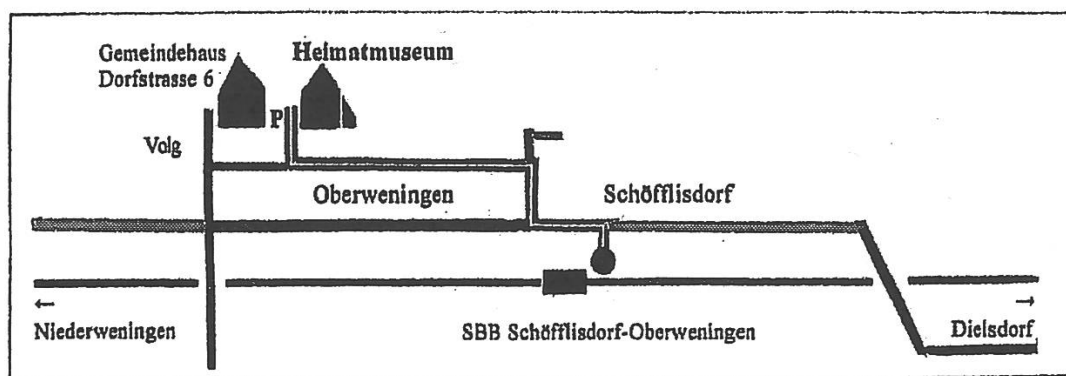 Gemeindehaus
Dorfstrasse 6
Heimatmuseum
P
Volg
Oberweningen
Schöfflisdorf
←
Niederweningen
SBB Schöfflisdorf-Oberweningen
→
Dielsdorf